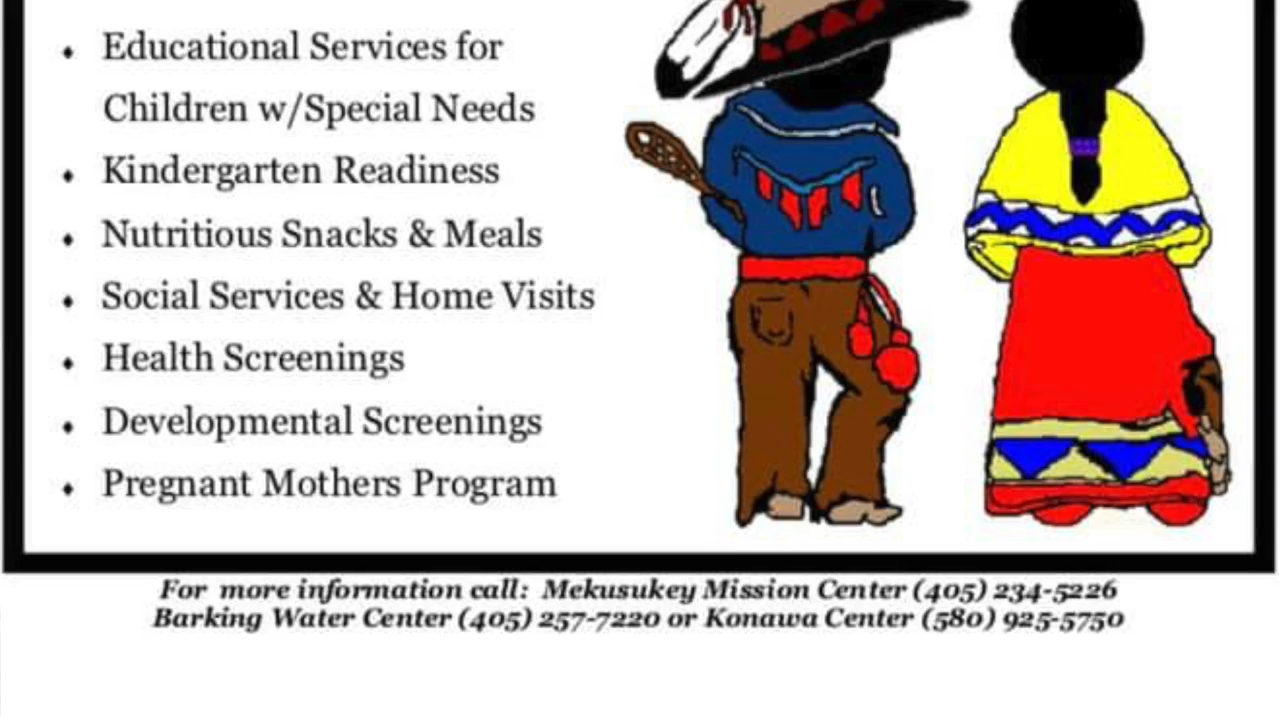 Educational Services for
Children w/Special Needs
Kindergarten Readiness
Nutritious Snacks & Meals
Social Services & Home Visits
Health Screenings
Developmental Screenings
Pregnant Mothers Program
For more information call: Mekusukey Mission Center (405) 234-5226
Barking Water Center (405) 257-7220 or Konawa Center (580) 925-5750